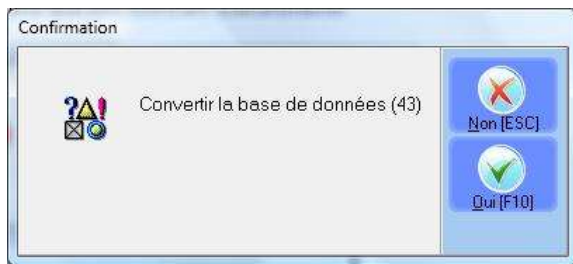 Confirmation
Convertir la base de données (43)
Non [ESC]
Oui [F10]